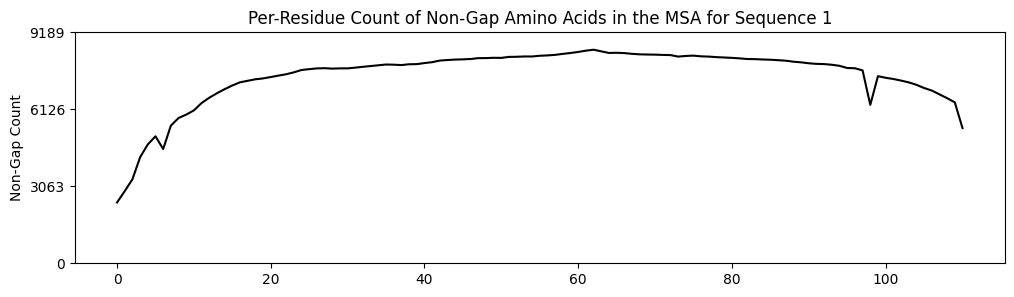 Per-Residue Count of Non-Gap Amino Acids in the MSA for Sequence 1
9189
6126
3063
0
Non-Gap Count
0 20 40 60 80 100